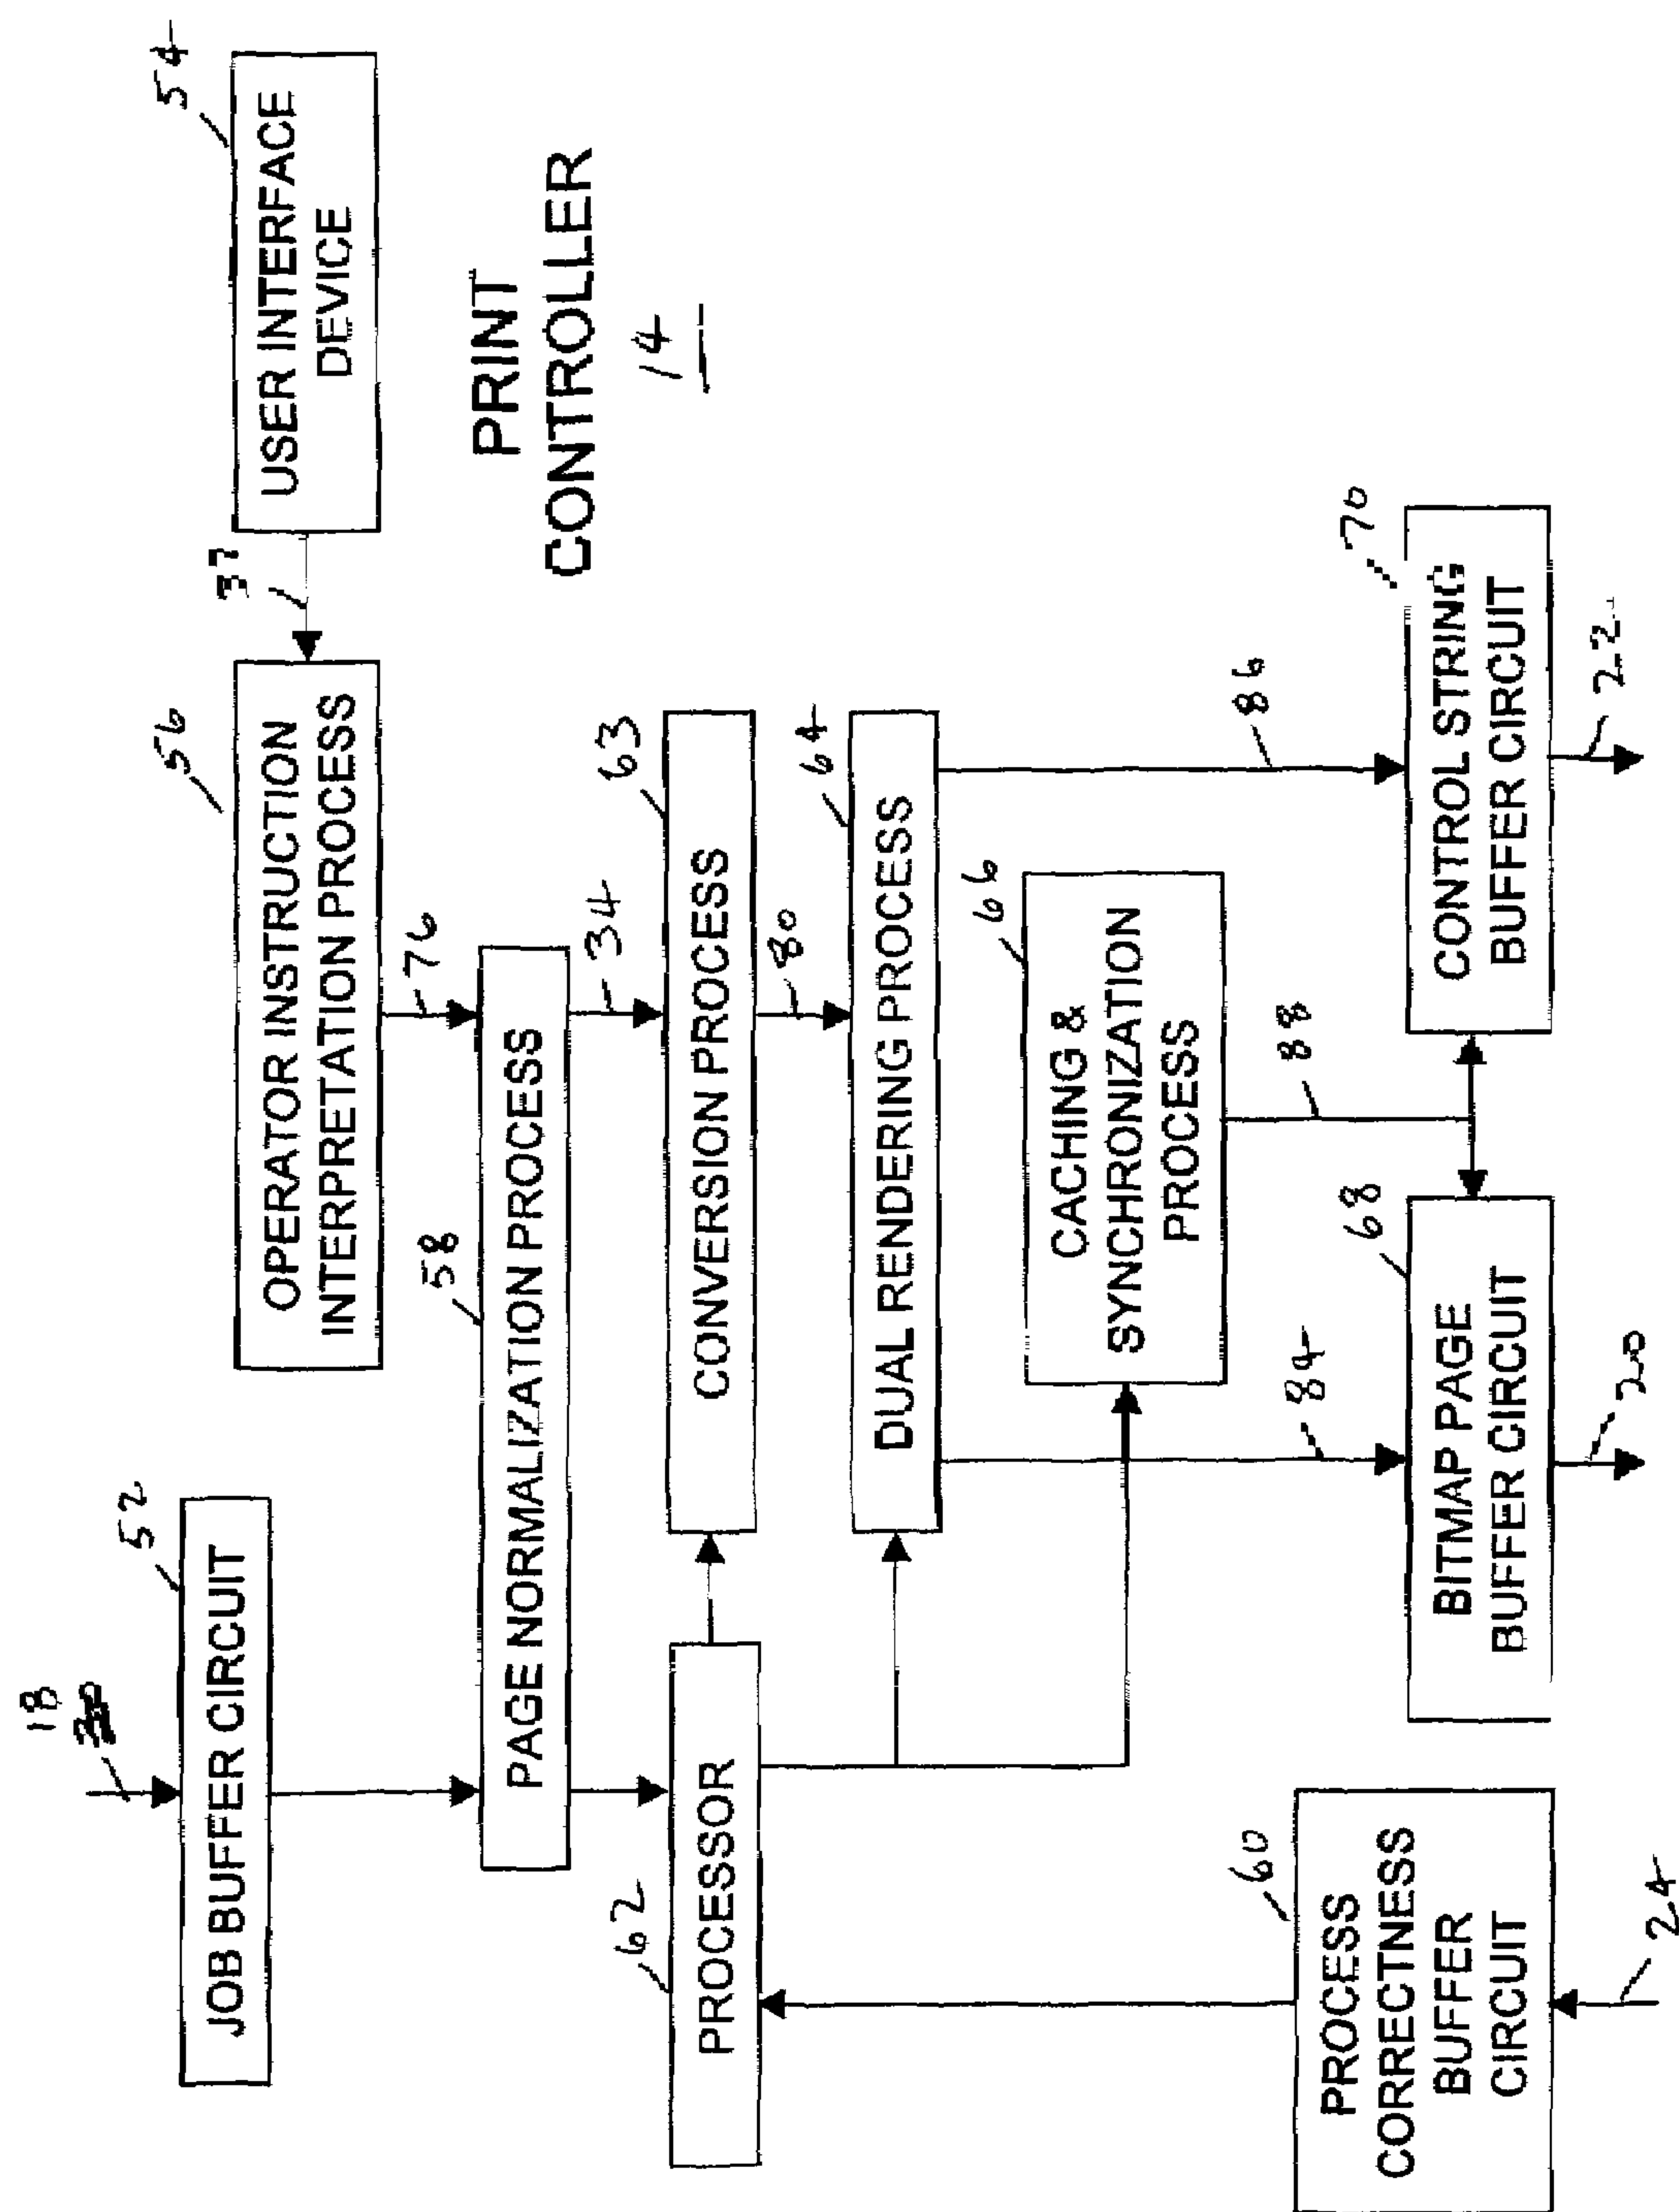 18
JOB BUFFER CIRCUIT
52
OPERATOR INSTRUCTION
INTERPRETATION PROCESS
56
37
USER INTERFACE
DEVICE
54
76
58
PAGE NORMALIZATION PROCESS
34
PRINT
CONTROLLER
14
62
PROCESSOR
CONVERSION PROCESS
63
80
DUAL RENDERING PROCESS
64
CACHING &
SYNCHRONIZATION
PROCESS
66
84
88
86
PROCESS
CORRECTNESS
BUFFER
CIRCUIT
60
BITMAP PAGE
BUFFER CIRCUIT
68
CONTROL STRING
BUFFER CIRCUIT
70
24
20
22